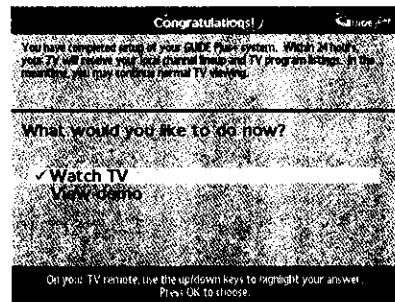 Congratulations!
You have completed setup of your GUIDE Plus+ system. Within 24 hours,
your TV will receive your local channel lineup and TV program listings. In the
meantime, you may continue normal TV viewing.
What would you like to do now?
✓ Watch TV
View demo
On your TV remote, use the up/down keys to highlight your answer.
Press OK to choose.